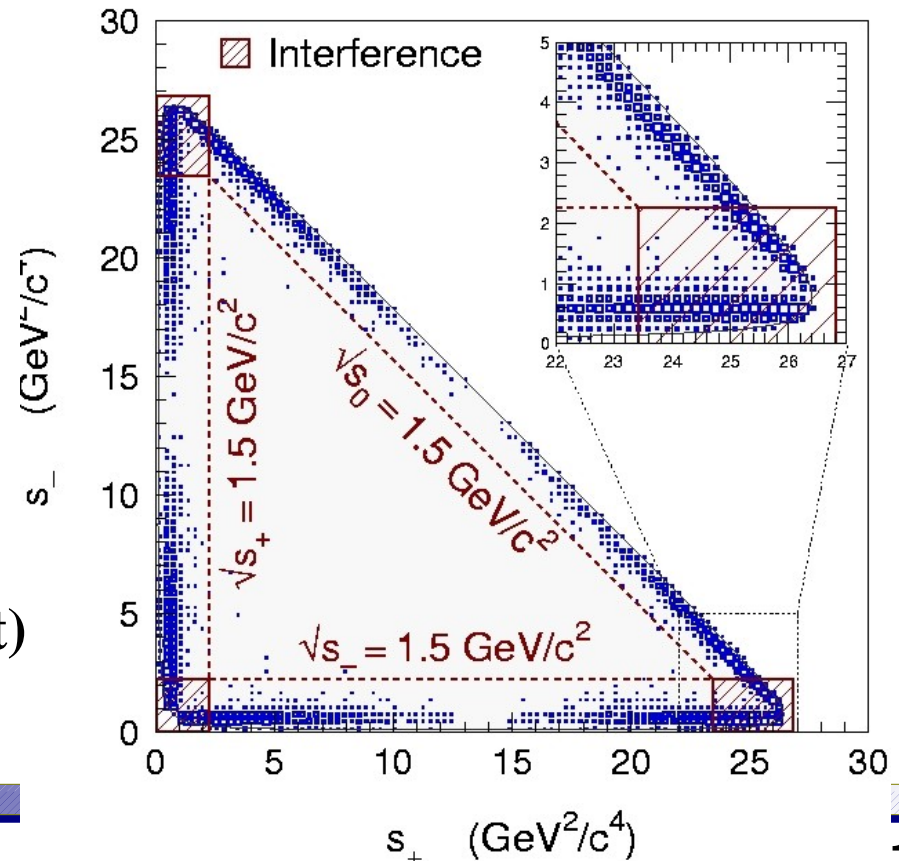 30
25
20
15
10
5
0
Interference
5
4
3
2
1
0
22 23 24 25 26 27
√s₀ = 1.5 GeV/c²
√s₊ = 1.5 GeV/c²
√s₋ = 1.5 GeV/c²
t)
0 5 10 15 20 25 30
s₊ (GeV²/c⁴)
s₋